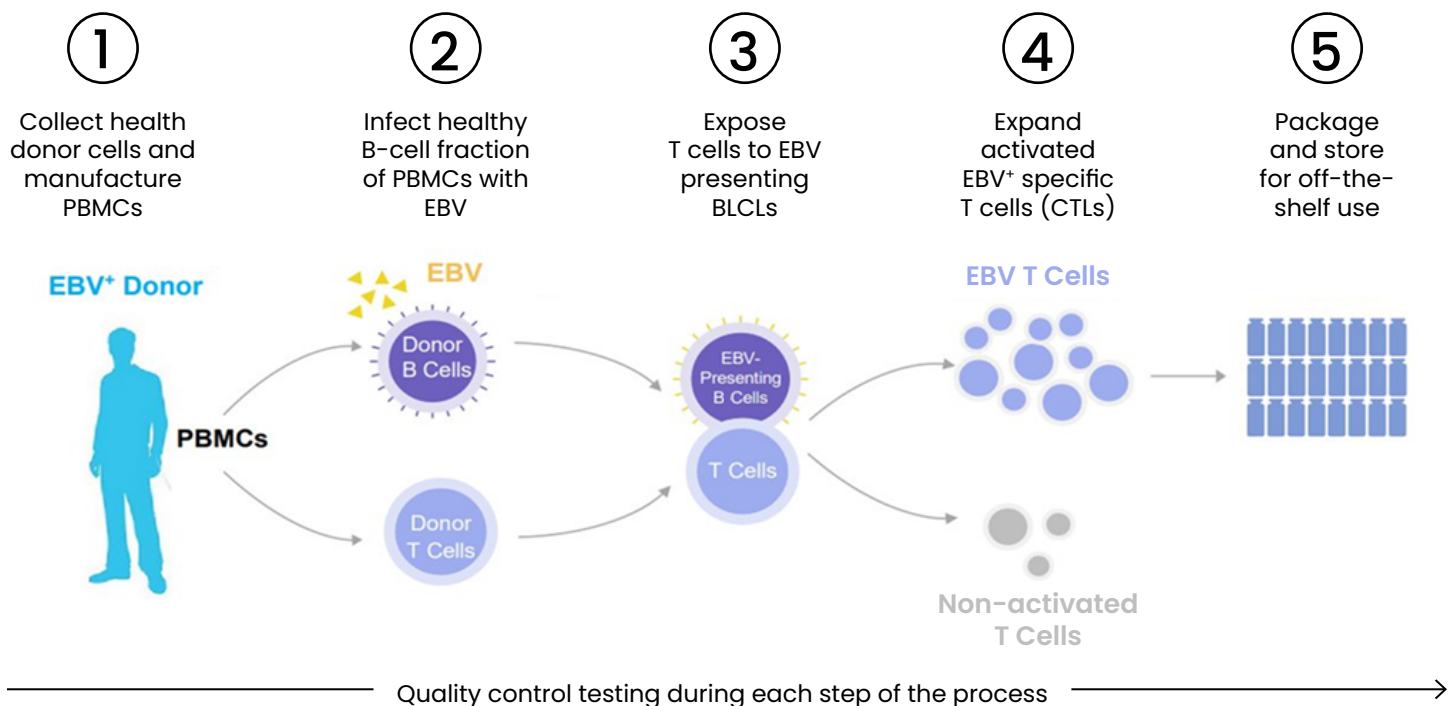 1
Collect health
donor cells and
manufacture
PBMCs
2
Infect healthy
B-cell fraction
of PBMCs with
EBV
3
Expose
T cells to EBV
presenting
BLCLs
4
Expand
activated
EBV⁺ specific
T cells (CTLs)
5
Package
and store
for off-the-
shelf use
EBV⁺ Donor
PBMCs
EBV
Donor
B Cells
Donor
T Cells
EBV-
Presenting
B Cells
T Cells
EBV T Cells
Non-activated
T Cells
Quality control testing during each step of the process